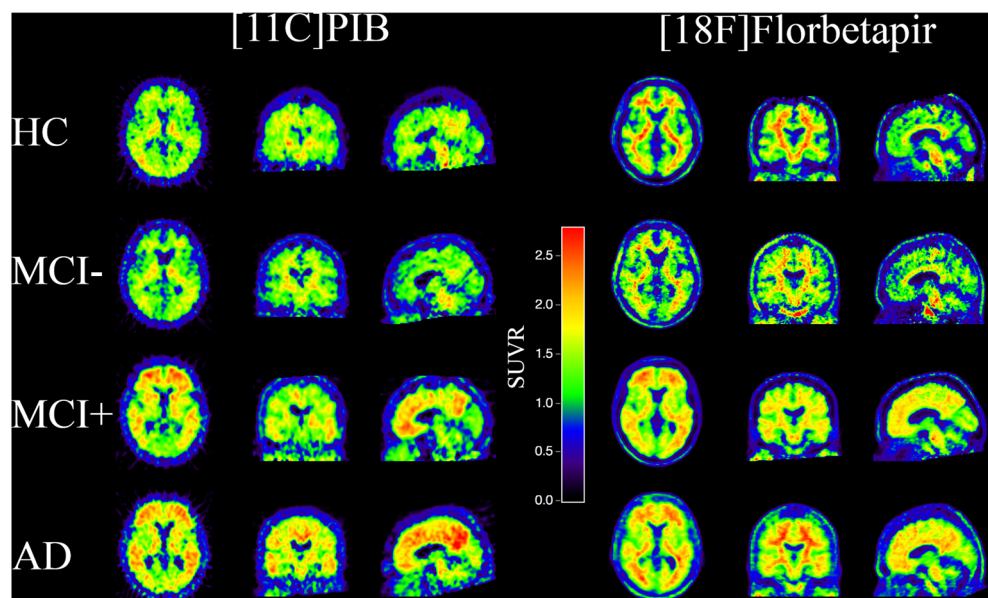 [11C]PIB
[18F]Florbetapir
HC
MCI-
MCI+
AD
SUVR
2.5
2.0
1.5
1.0
0.5
0.0